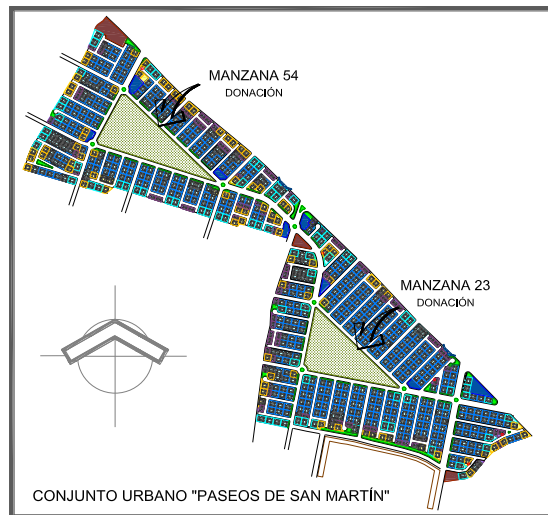 MANZANA 54
DONACIÓN
MANZANA 23
DONACIÓN
CONJUNTO URBANO "PASEOS DE SAN MARTÍN"